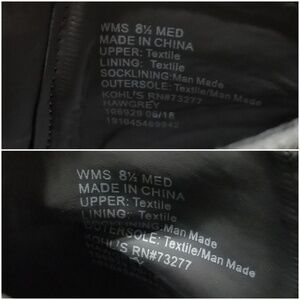 WMS 8½ MED
MADE IN CHINA
UPPER: Textile
LINING: Textile
SOCKLINING: Man Made
OUTERSOLE: Textile/Man Made
KOHL'S RN#73277
HAWGREY
WMS 8½ MED
MADE IN CHINA
UPPER: Textile
LINING: Textile
Man Made
OUTERSOLE: Textile/Man Made
KOHL'S RN#73277